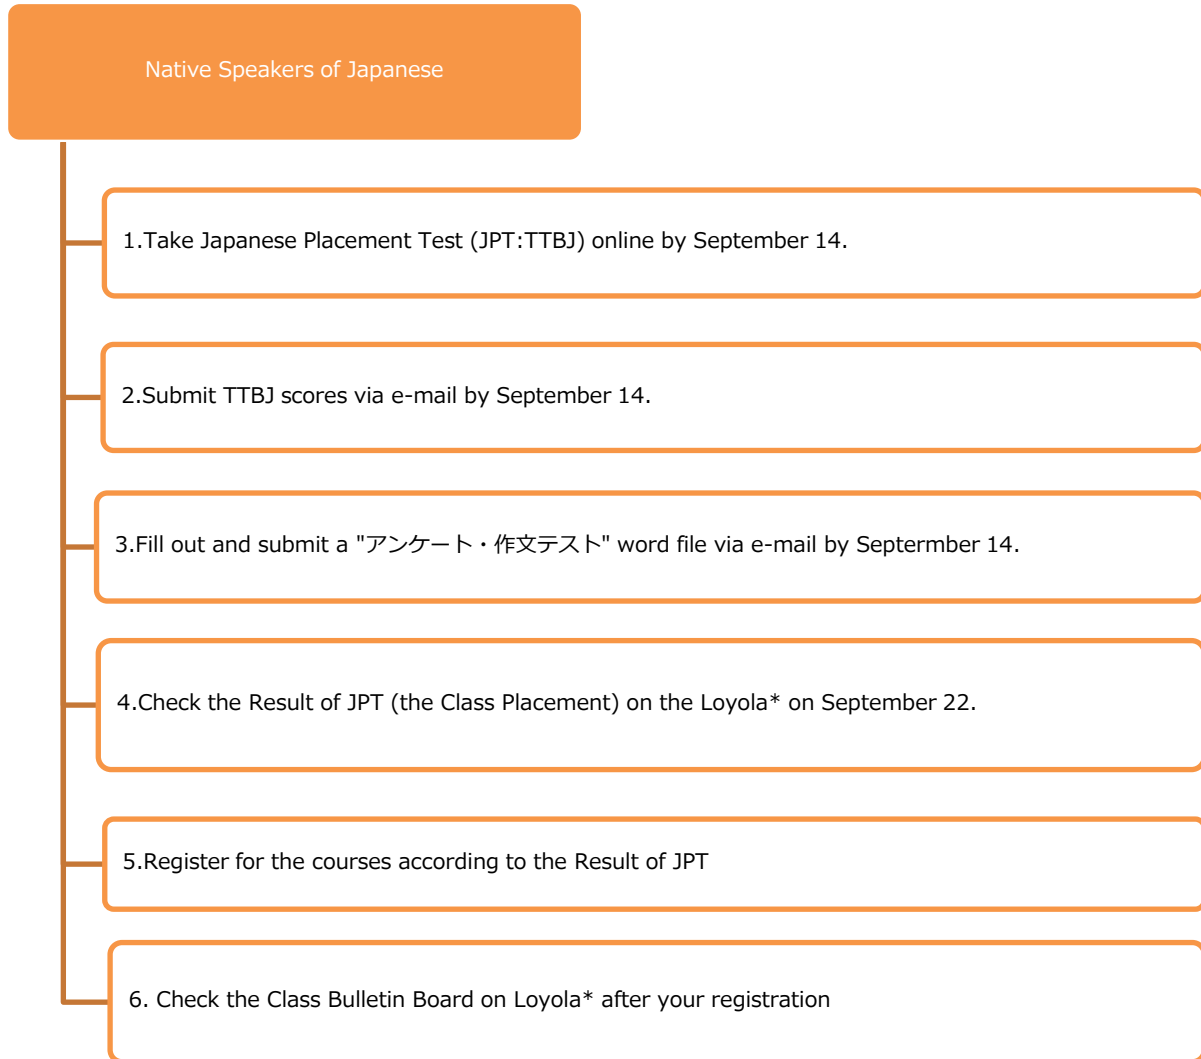 Native Speakers of Japanese
1.Take Japanese Placement Test (JPT:TTBJ) online by September 14.
2.Submit TTBJ scores via e-mail by September 14.
3.Fill out and submit a "アンケート・作文テスト" word file via e-mail by Septermber 14.
4.Check the Result of JPT (the Class Placement) on the Loyola* on September 22.
5.Register for the courses according to the Result of JPT
6. Check the Class Bulletin Board on Loyola* after your registration